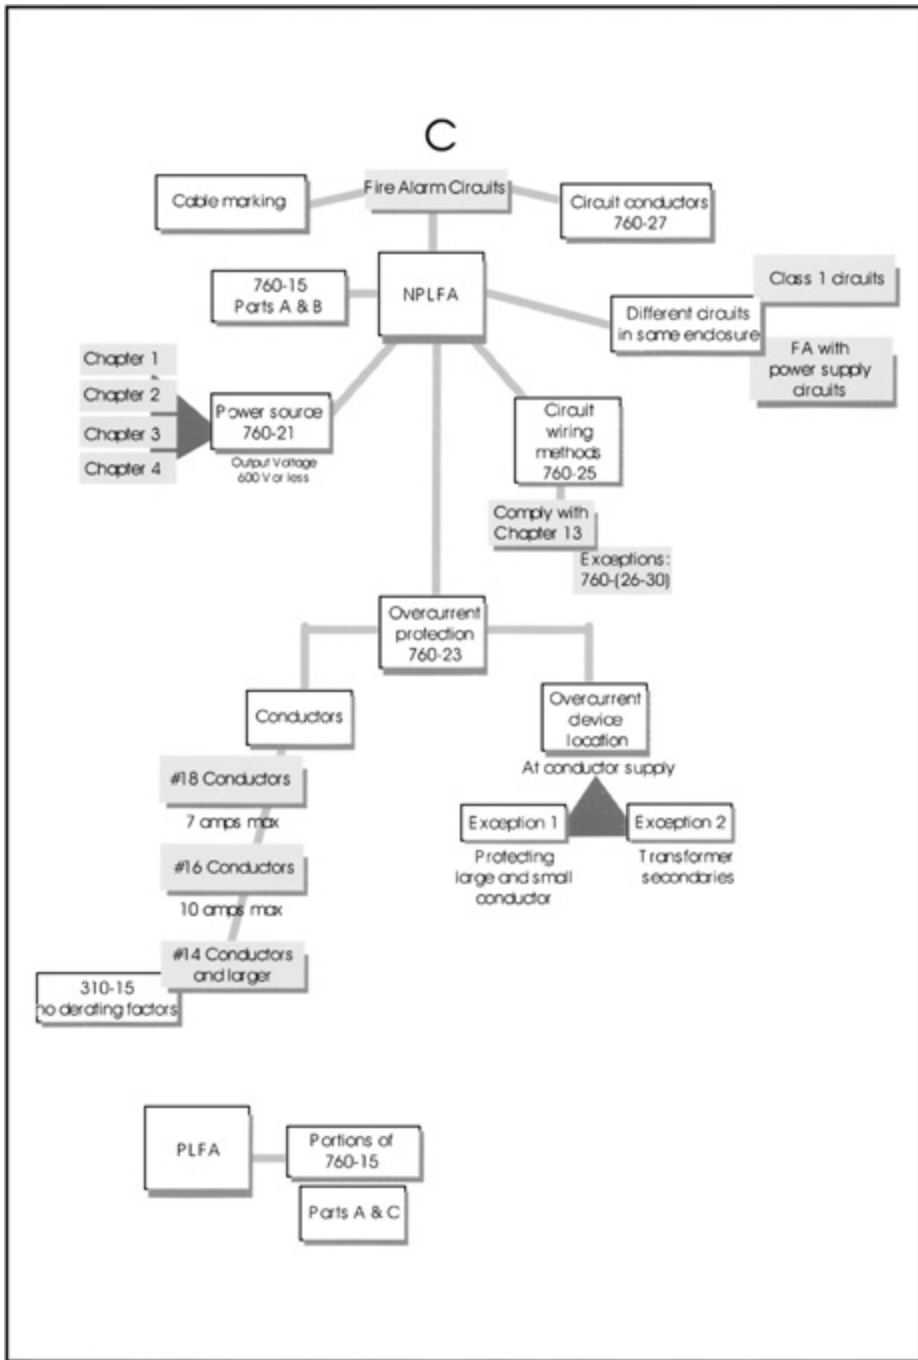 C
Fire Alarm Circuits
Cable marking
Circuit conductors
760-27
NPLFA
760-15
Parts A & B
Different circuits
in same enclosure
Class 1 circuits
FA with
power supply
circuits
Chapter 1
Chapter 2
Chapter 3
Chapter 4
Power source
760-21
Output Voltage
600 V or less
Circuit
wiring
methods
760-25
Comply with
Chapter 13
Exceptions:
760-(26-30)
Overcurrent
protection
760-23
Conductors
#18 Conductors
7 amps max
#16 Conductors
10 amps max
#14 Conductors
and larger
310-15
no derating factors
Overcurrent
device
location
At conductor supply
Exception 1
Protecting
large and small
conductor
Exception 2
Transformer
secondaries
PLFA
Portions of
760-15
Parts A & C